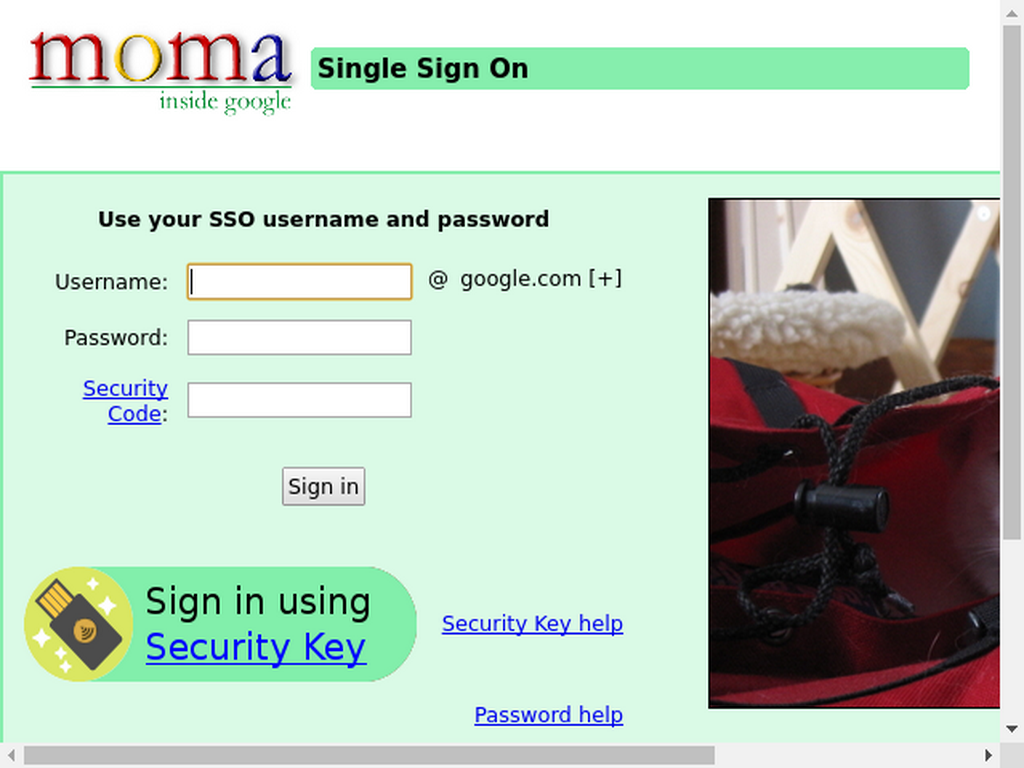 moma
inside google
Single Sign On
Use your SSO username and password
Username:
@ google.com [+]
Password:
Security
Code:
Sign in
Sign in using
Security Key
Security Key help
Password help